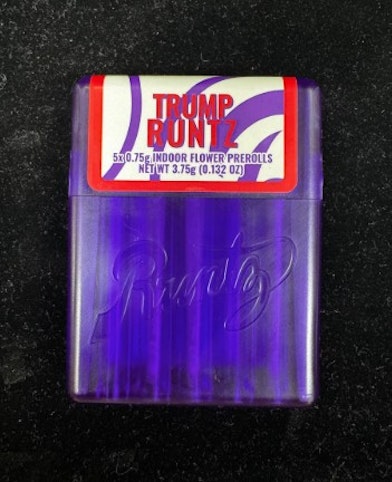 TRUMP
RUNTZ
5x 0.75g INDOOR FLOWER PREROLLS
NET WT 3.75g (0.132 OZ)
Runtz